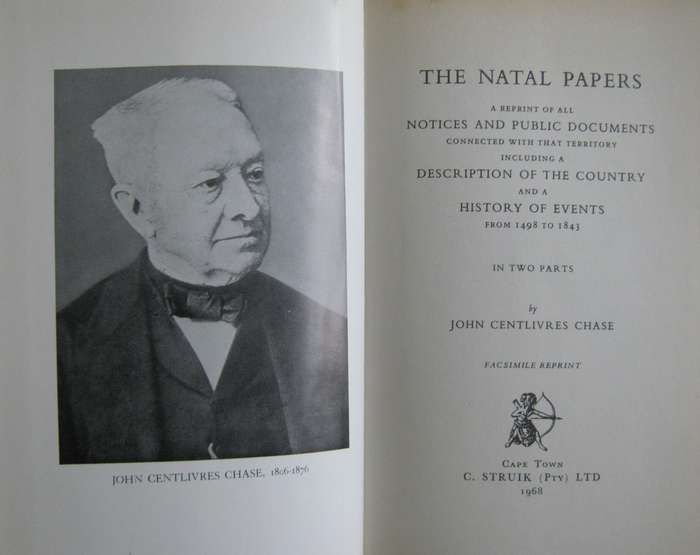 JOHN CENTLIVRES CHASE, 1806-1876
THE NATAL PAPERS
A REPRINT OF ALL
NOTICES AND PUBLIC DOCUMENTS
CONNECTED WITH THAT TERRITORY
INCLUDING A
DESCRIPTION OF THE COUNTRY
AND A
HISTORY OF EVENTS
FROM 1498 TO 1843
IN TWO PARTS
by
JOHN CENTLIVRES CHASE
FACSIMILE REPRINT
CAPE TOWN
C. STRUIK (PTY) LTD
1968